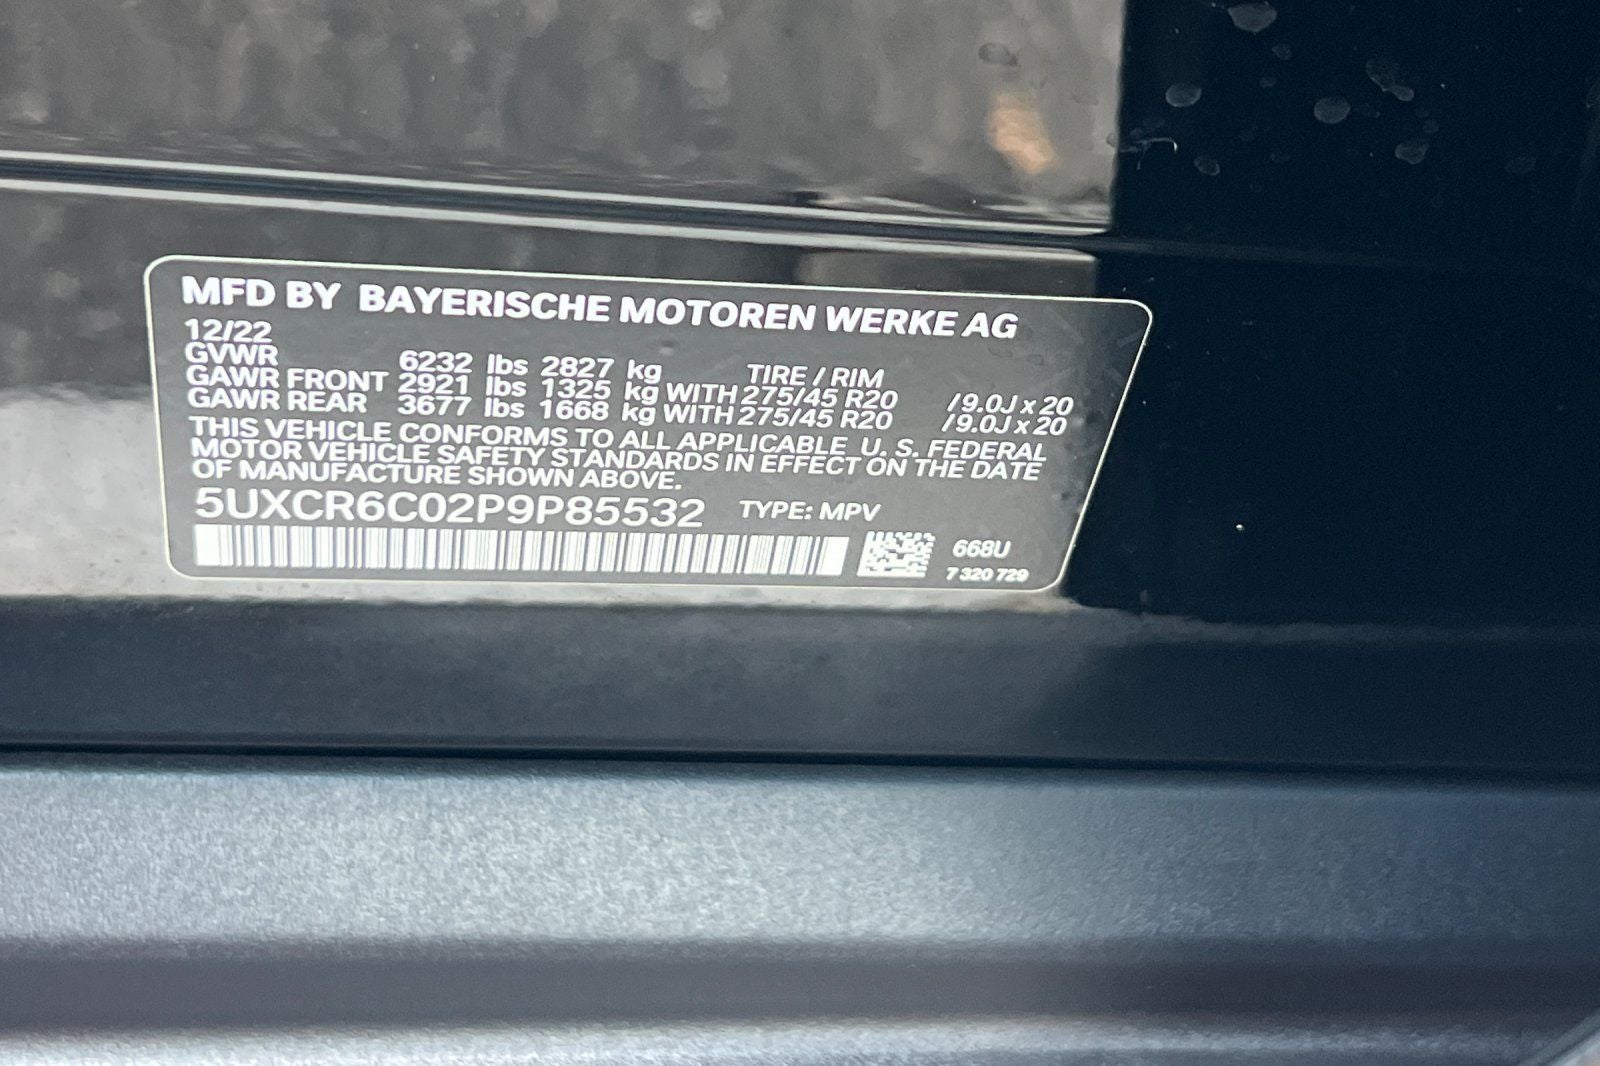 MFD BY BAYERISCHE MOTOREN WERKE AG
12/22
GVWR 6232 lbs 2827 kg TIRE / RIM
GAWR FRONT 2921 lbs 1325 kg WITH 275/45 R20 /9.0J x 20
GAWR REAR 3677 lbs 1668 kg WITH 275/45 R20 /9.0J x 20
THIS VEHICLE CONFORMS TO ALL APPLICABLE U. S. FEDERAL
MOTOR VEHICLE SAFETY STANDARDS IN EFFECT ON THE DATE
OF MANUFACTURE SHOWN ABOVE.
5UXCR6C02P9P85532 TYPE: MPV
668U
7 320 729